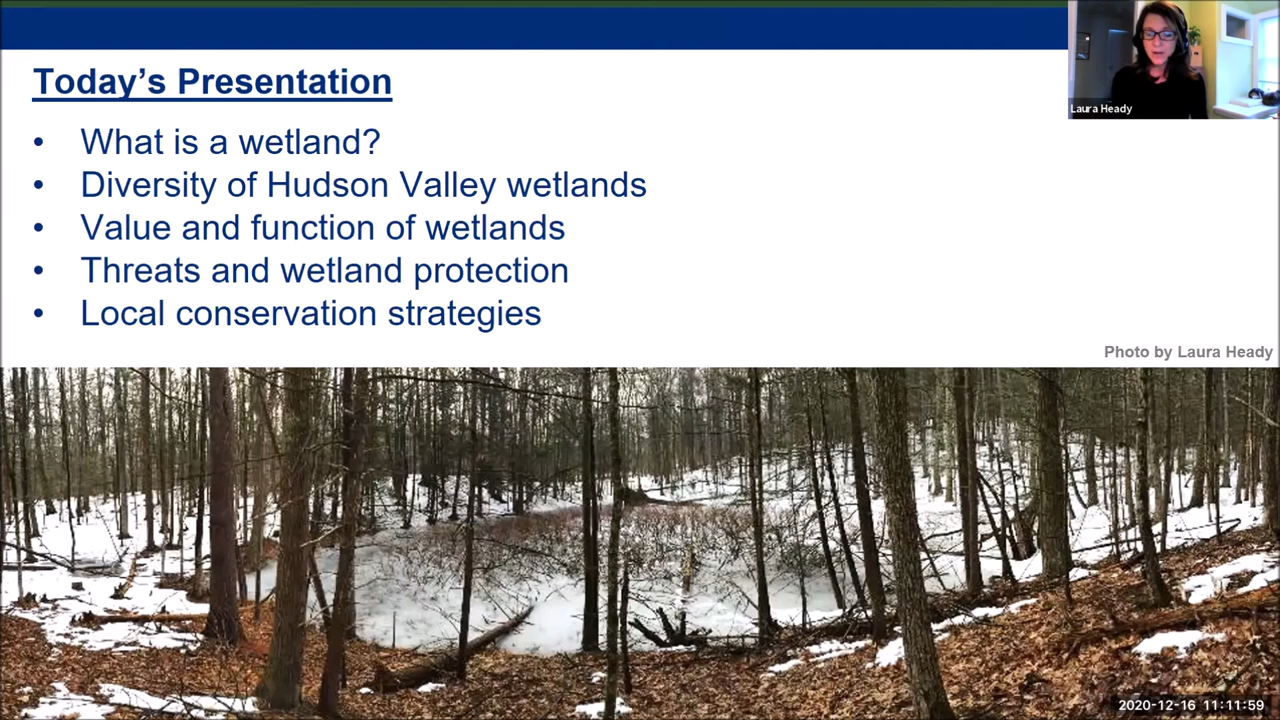 Today's Presentation
• What is a wetland?
• Diversity of Hudson Valley wetlands
• Value and function of wetlands
• Threats and wetland protection
• Local conservation strategies
Laura Heady
Photo by Laura Heady
2020-12-16 11:11:59